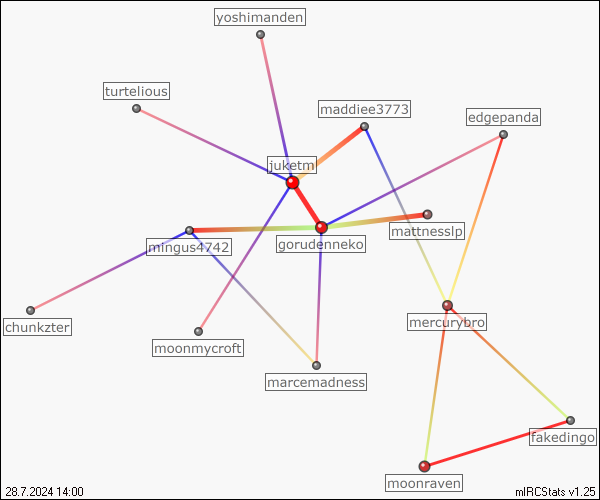 yoshimanden
turtelious
maddiee3773
edgepanda
juketm
mattnesslp
gorudenneko
mingus4742
mercurybro
chunkzter
moonmycroft
marcemadness
fakedingo
moonraven
28.7.2024 14:00
mIRCStats v1.25